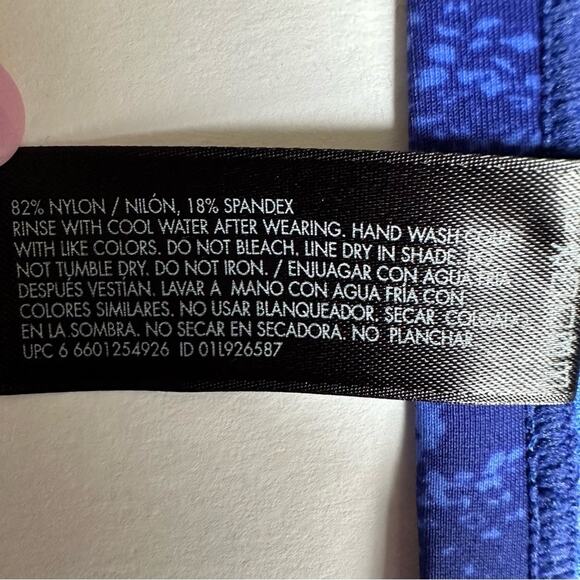 82% NYLON / NILÓN, 18% SPANDEX
RINSE WITH COOL WATER AFTER WEARING. HAND WASH COLD
WITH LIKE COLORS. DO NOT BLEACH. LINE DRY IN SHADE. DO
NOT TUMBLE DRY. DO NOT IRON. / ENJUAGAR CON AGUA FRÍA
DESPUÉS VESTÍAN. LAVAR A MANO CON AGUA FRÍA CON
COLORES SIMILARES. NO USAR BLANQUEADOR. SECAR. COLGADO
EN LA SOMBRA. NO SECAR EN SECADORA. NO PLANCHAR.
UPC 6 6601254926 ID 01L926587